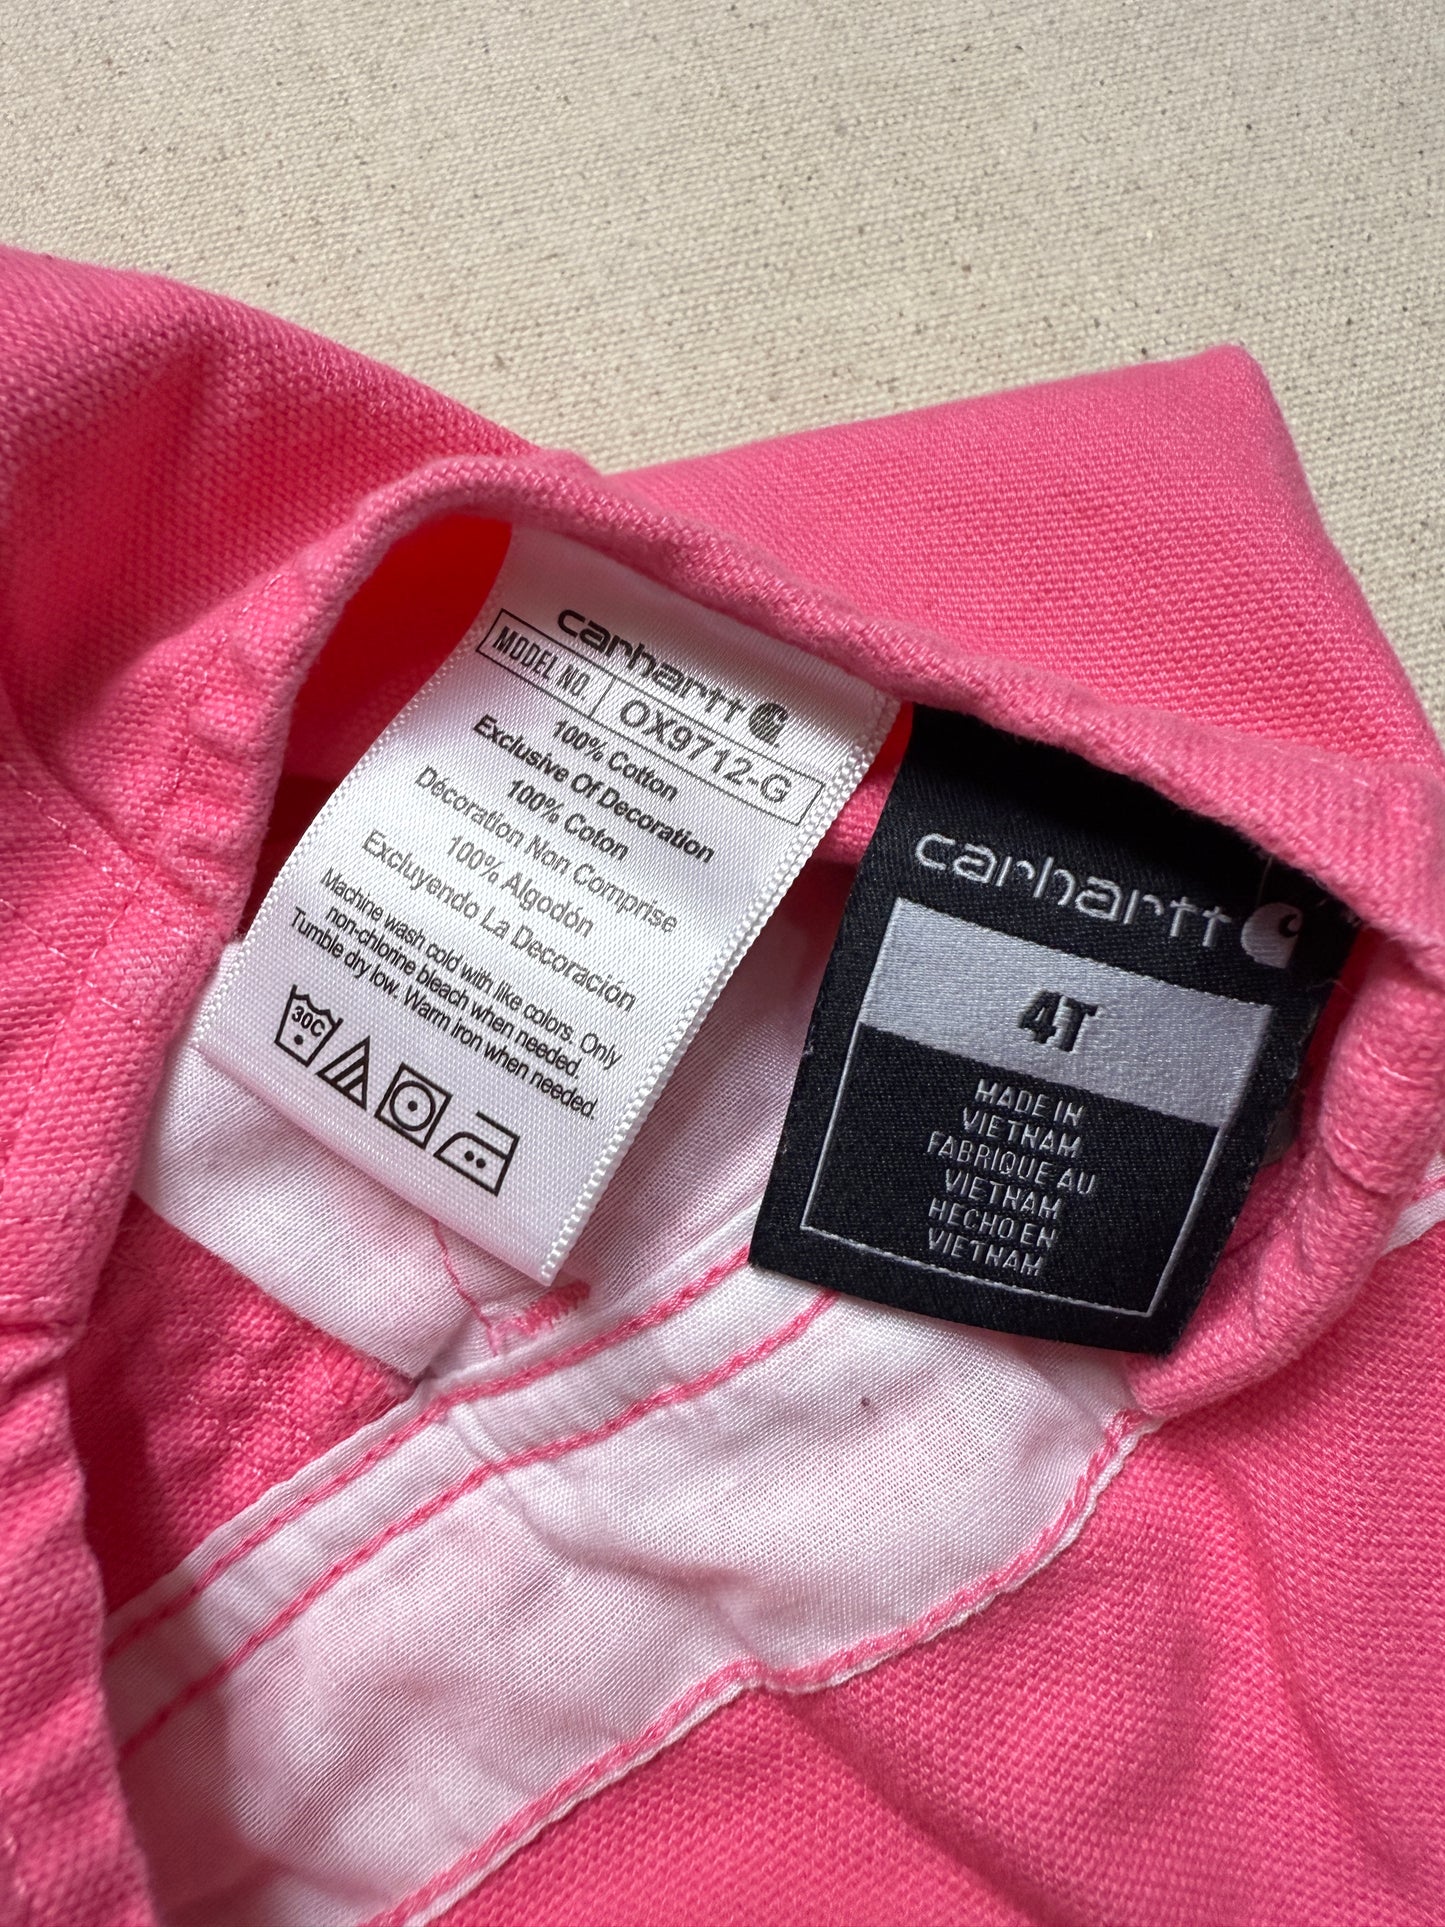 carhartt
MODEL NO OX9712-G
100% Cotton
Exclusive Of Decoration
100% Coton
Décoration Non Comprise
100% Algodón
Excluyendo La Decoración
Machine wash cold with like colors. Only
non-chlorine bleach when needed.
Tumble dry low. Warm iron when needed.
30C
carhartt
4T
MADE IN
VIETNAM
FABRIQUE AU
VIETNAM
HECHO EN
VIETNAM